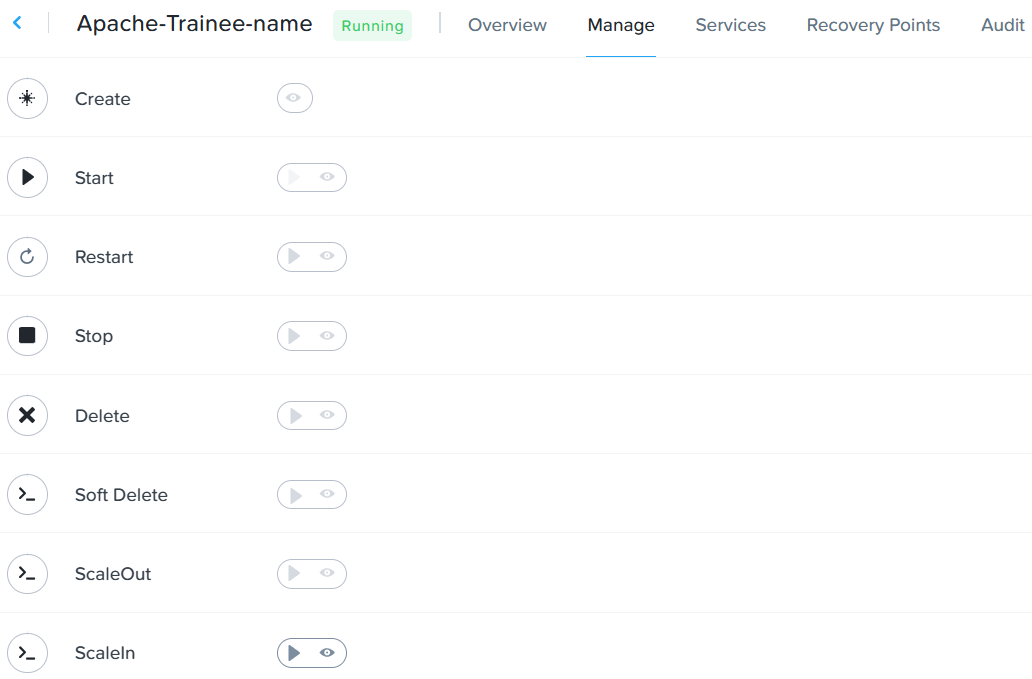 Apache-Trainee-name Running Overview Manage Services Recovery Points Audit
Create
Start
Restart
Stop
Delete
Soft Delete
ScaleOut
ScaleIn